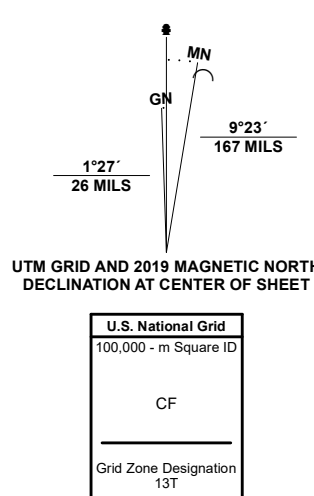 MN
GN
9°23´
167 MILS
1°27´
26 MILS
UTM GRID AND 2019 MAGNETIC NORTH
DECLINATION AT CENTER OF SHEET
U.S. National Grid
100,000 - m Square ID
CF
Grid Zone Designation
13T